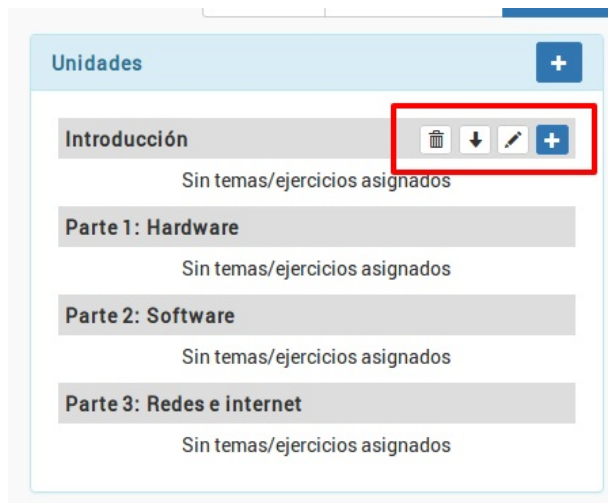 Unidades
Introducción
Sin temas/ejercicios asignados
Parte 1: Hardware
Sin temas/ejercicios asignados
Parte 2: Software
Sin temas/ejercicios asignados
Parte 3: Redes e internet
Sin temas/ejercicios asignados